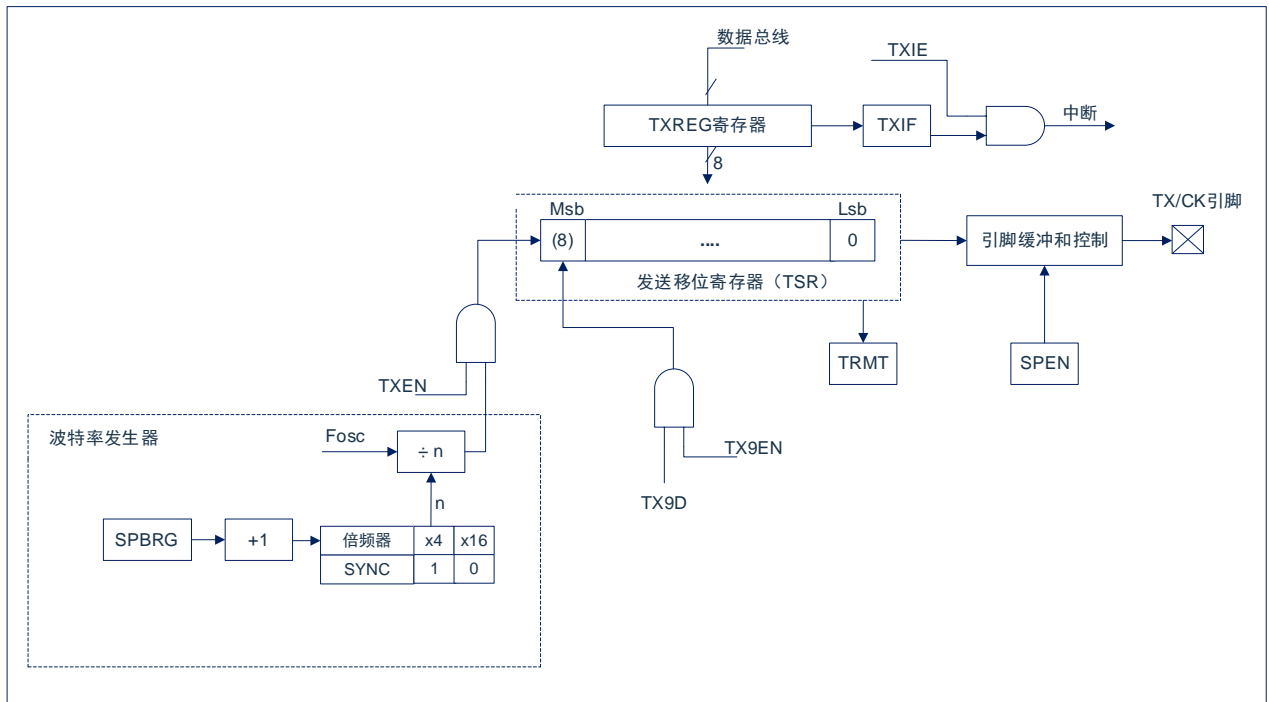 数据总线
TXIE
TXREG寄存器
TXIF
中断
8
Msb
Lsb
TX/CK引脚
(8)
....
0
引脚缓冲和控制
发送移位寄存器（TSR）
TRMT
SPEN
TXEN
波特率发生器
Fosc
÷ n
TX9EN
n
TX9D
SPBRG
+1
倍频器 x4 x16
SYNC 1 0